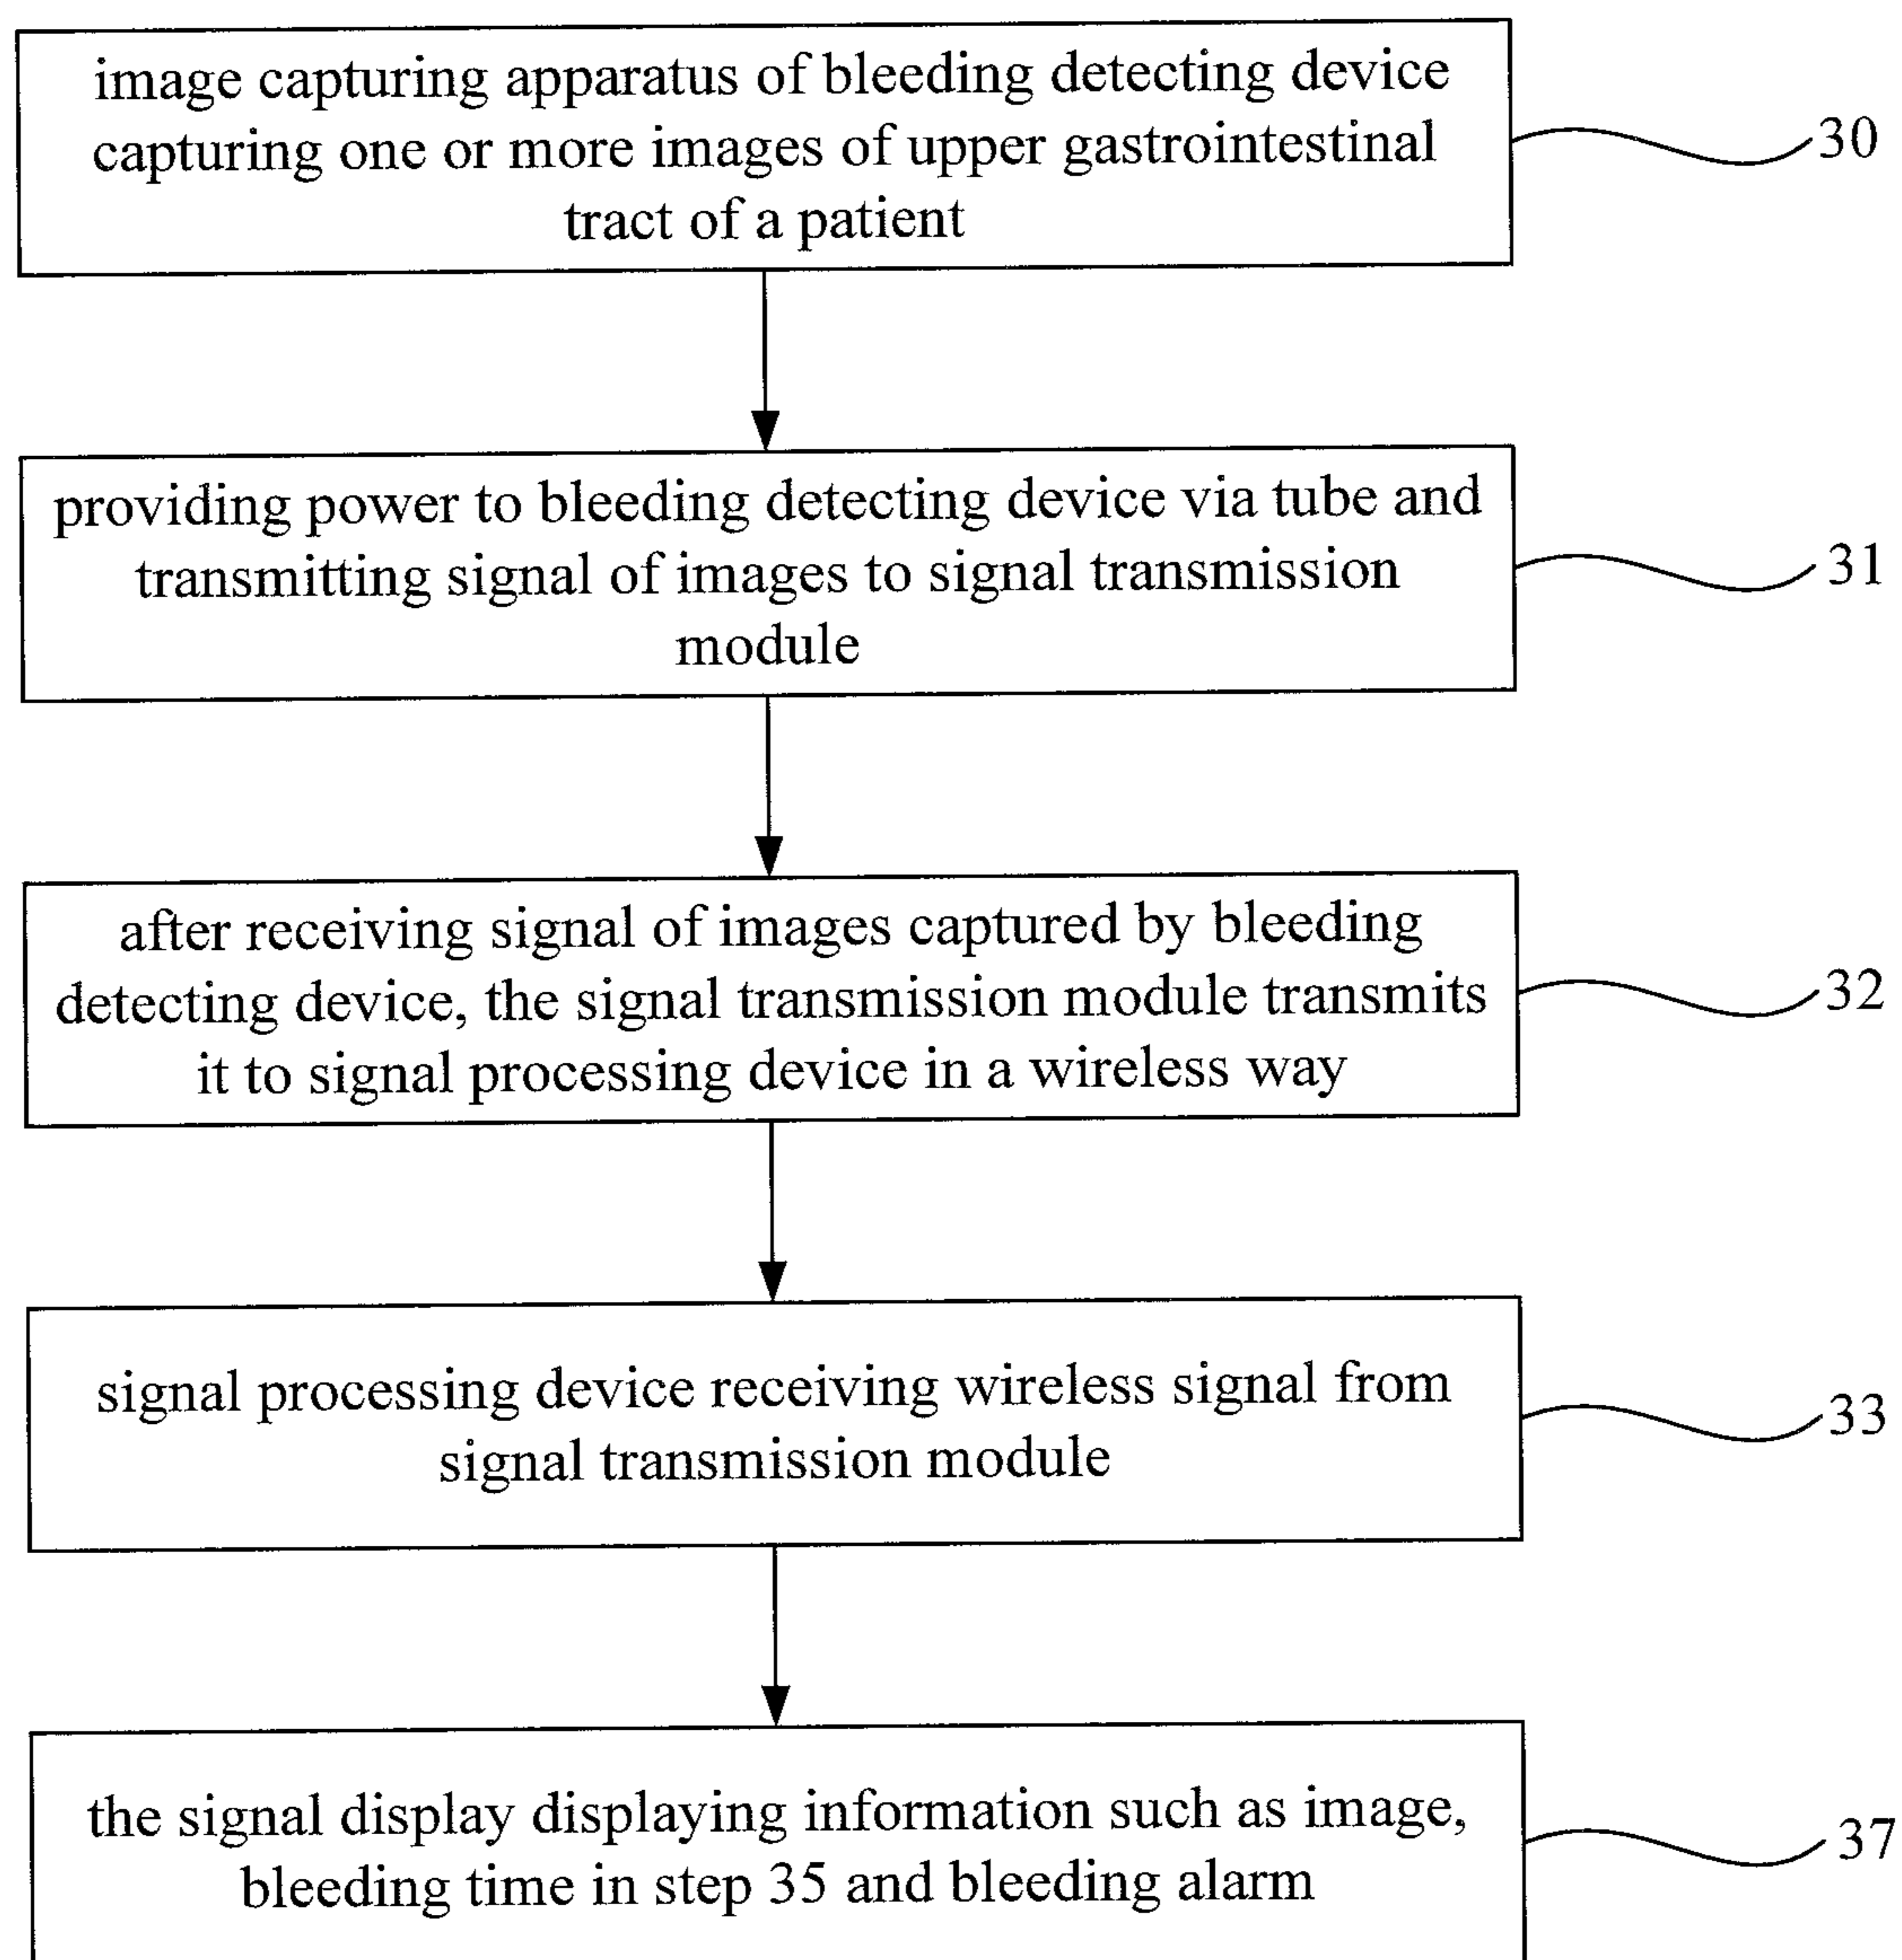 image capturing apparatus of bleeding detecting device
capturing one or more images of upper gastrointestinal
tract of a patient
30
providing power to bleeding detecting device via tube and
transmitting signal of images to signal transmission
module
31
after receiving signal of images captured by bleeding
detecting device, the signal transmission module transmits
it to signal processing device in a wireless way
32
signal processing device receiving wireless signal from
signal transmission module
33
the signal display displaying information such as image,
bleeding time in step 35 and bleeding alarm
37